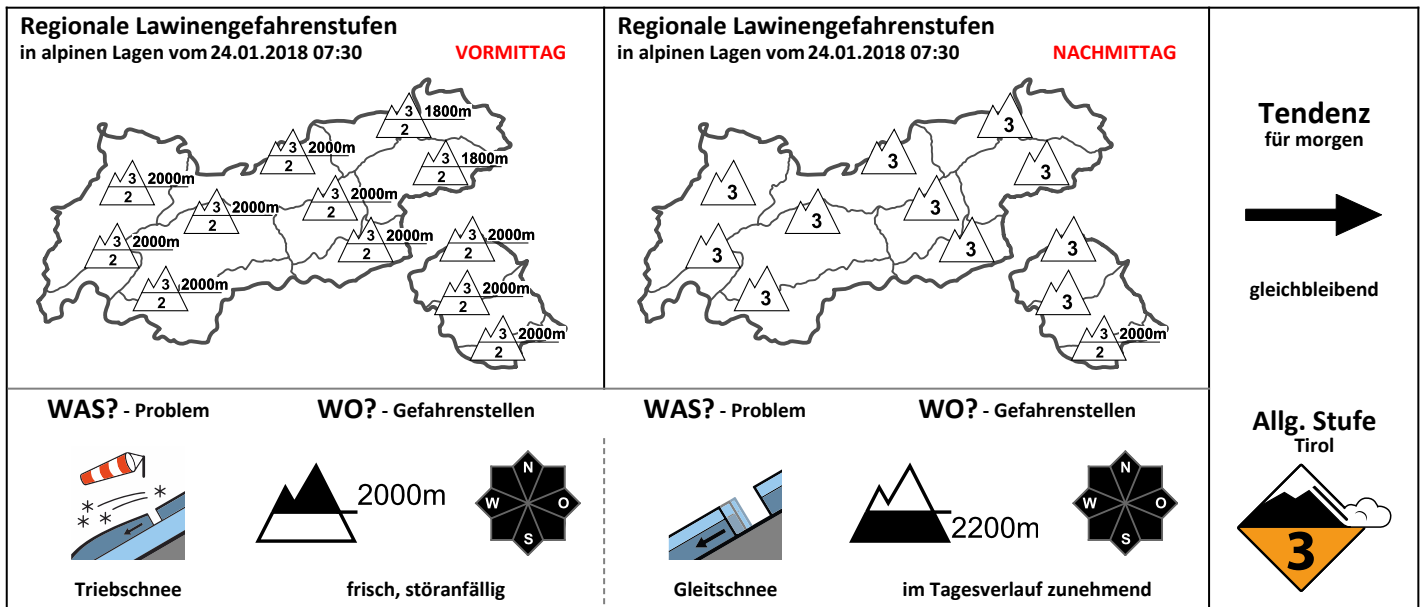 Regionale Lawinengefahrenstufen
in alpinen Lagen vom 24.01.2018 07:30 VORMITTAG
3 1800m
2
3 2000m
2
3 1800m
2
3 2000m
2
3 2000m
2
3 2000m
2
3 2000m
2
3 2000m
2
3 2000m
2
3 2000m
2
3 2000m
2
3 2000m
2
Regionale Lawinengefahrenstufen
in alpinen Lagen vom 24.01.2018 07:30 NACHMITTAG
3
3
3
3
3
3
3
3
3
3
3
3 2000m
2
Tendenz
für morgen
gleichbleibend
WAS? - Problem
WO? - Gefahrenstellen
2000m
N
W O
S
Triebschnee
frisch, störanfällig
WAS? - Problem
WO? - Gefahrenstellen
2200m
N
W O
S
Gleitschnee
im Tagesverlauf zunehmend
Allg. Stufe
Tirol
3